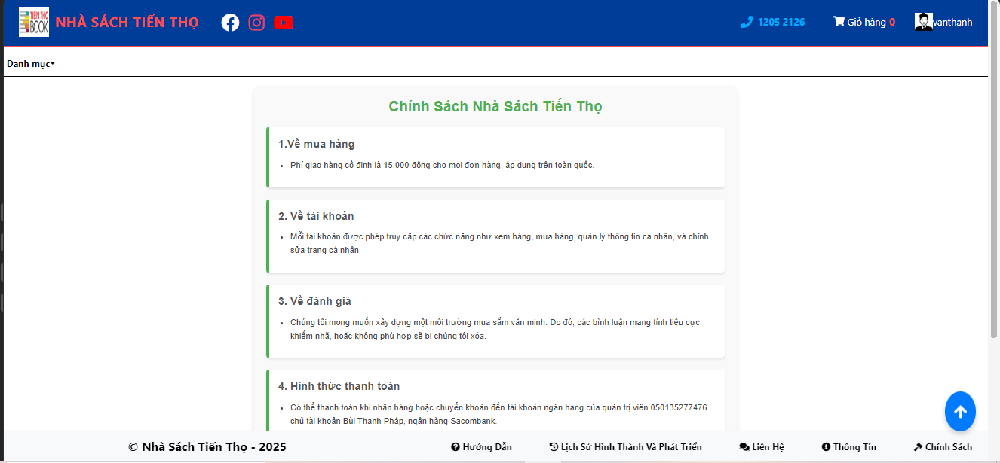 TIEN THO
BOOK
NHÀ SÁCH TIẾN THỌ
1205 2126
Giỏ hàng 0
vanthanh
Danh mục
Chính Sách Nhà Sách Tiến Thọ
1.Về mua hàng
• Phí giao hàng cố định là 15.000 đồng cho mọi đơn hàng, áp dụng trên toàn quốc.
2. Về tài khoản
• Mỗi tài khoản được phép truy cập các chức năng như xem hàng, mua hàng, quản lý thông tin cá nhân, và chỉnh
sửa trang cá nhân.
3. Về đánh giá
• Chúng tôi mong muốn xây dựng một môi trường mua sắm văn minh. Do đó, các bình luận mang tính tiêu cực,
khiếm nhã, hoặc không phù hợp sẽ bị chúng tôi xóa.
4. Hình thức thanh toán
• Có thể thanh toán khi nhận hàng hoặc chuyển khoản đến tài khoản ngân hàng của quản trị viên 050135277476
chủ tài khoản Bùi Thanh Pháp, ngân hàng Sacombank.
© Nhà Sách Tiến Thọ - 2025
Hướng Dẫn
Lịch Sử Hình Thành Và Phát Triển
Liên Hệ
Thông Tin
Chính Sách